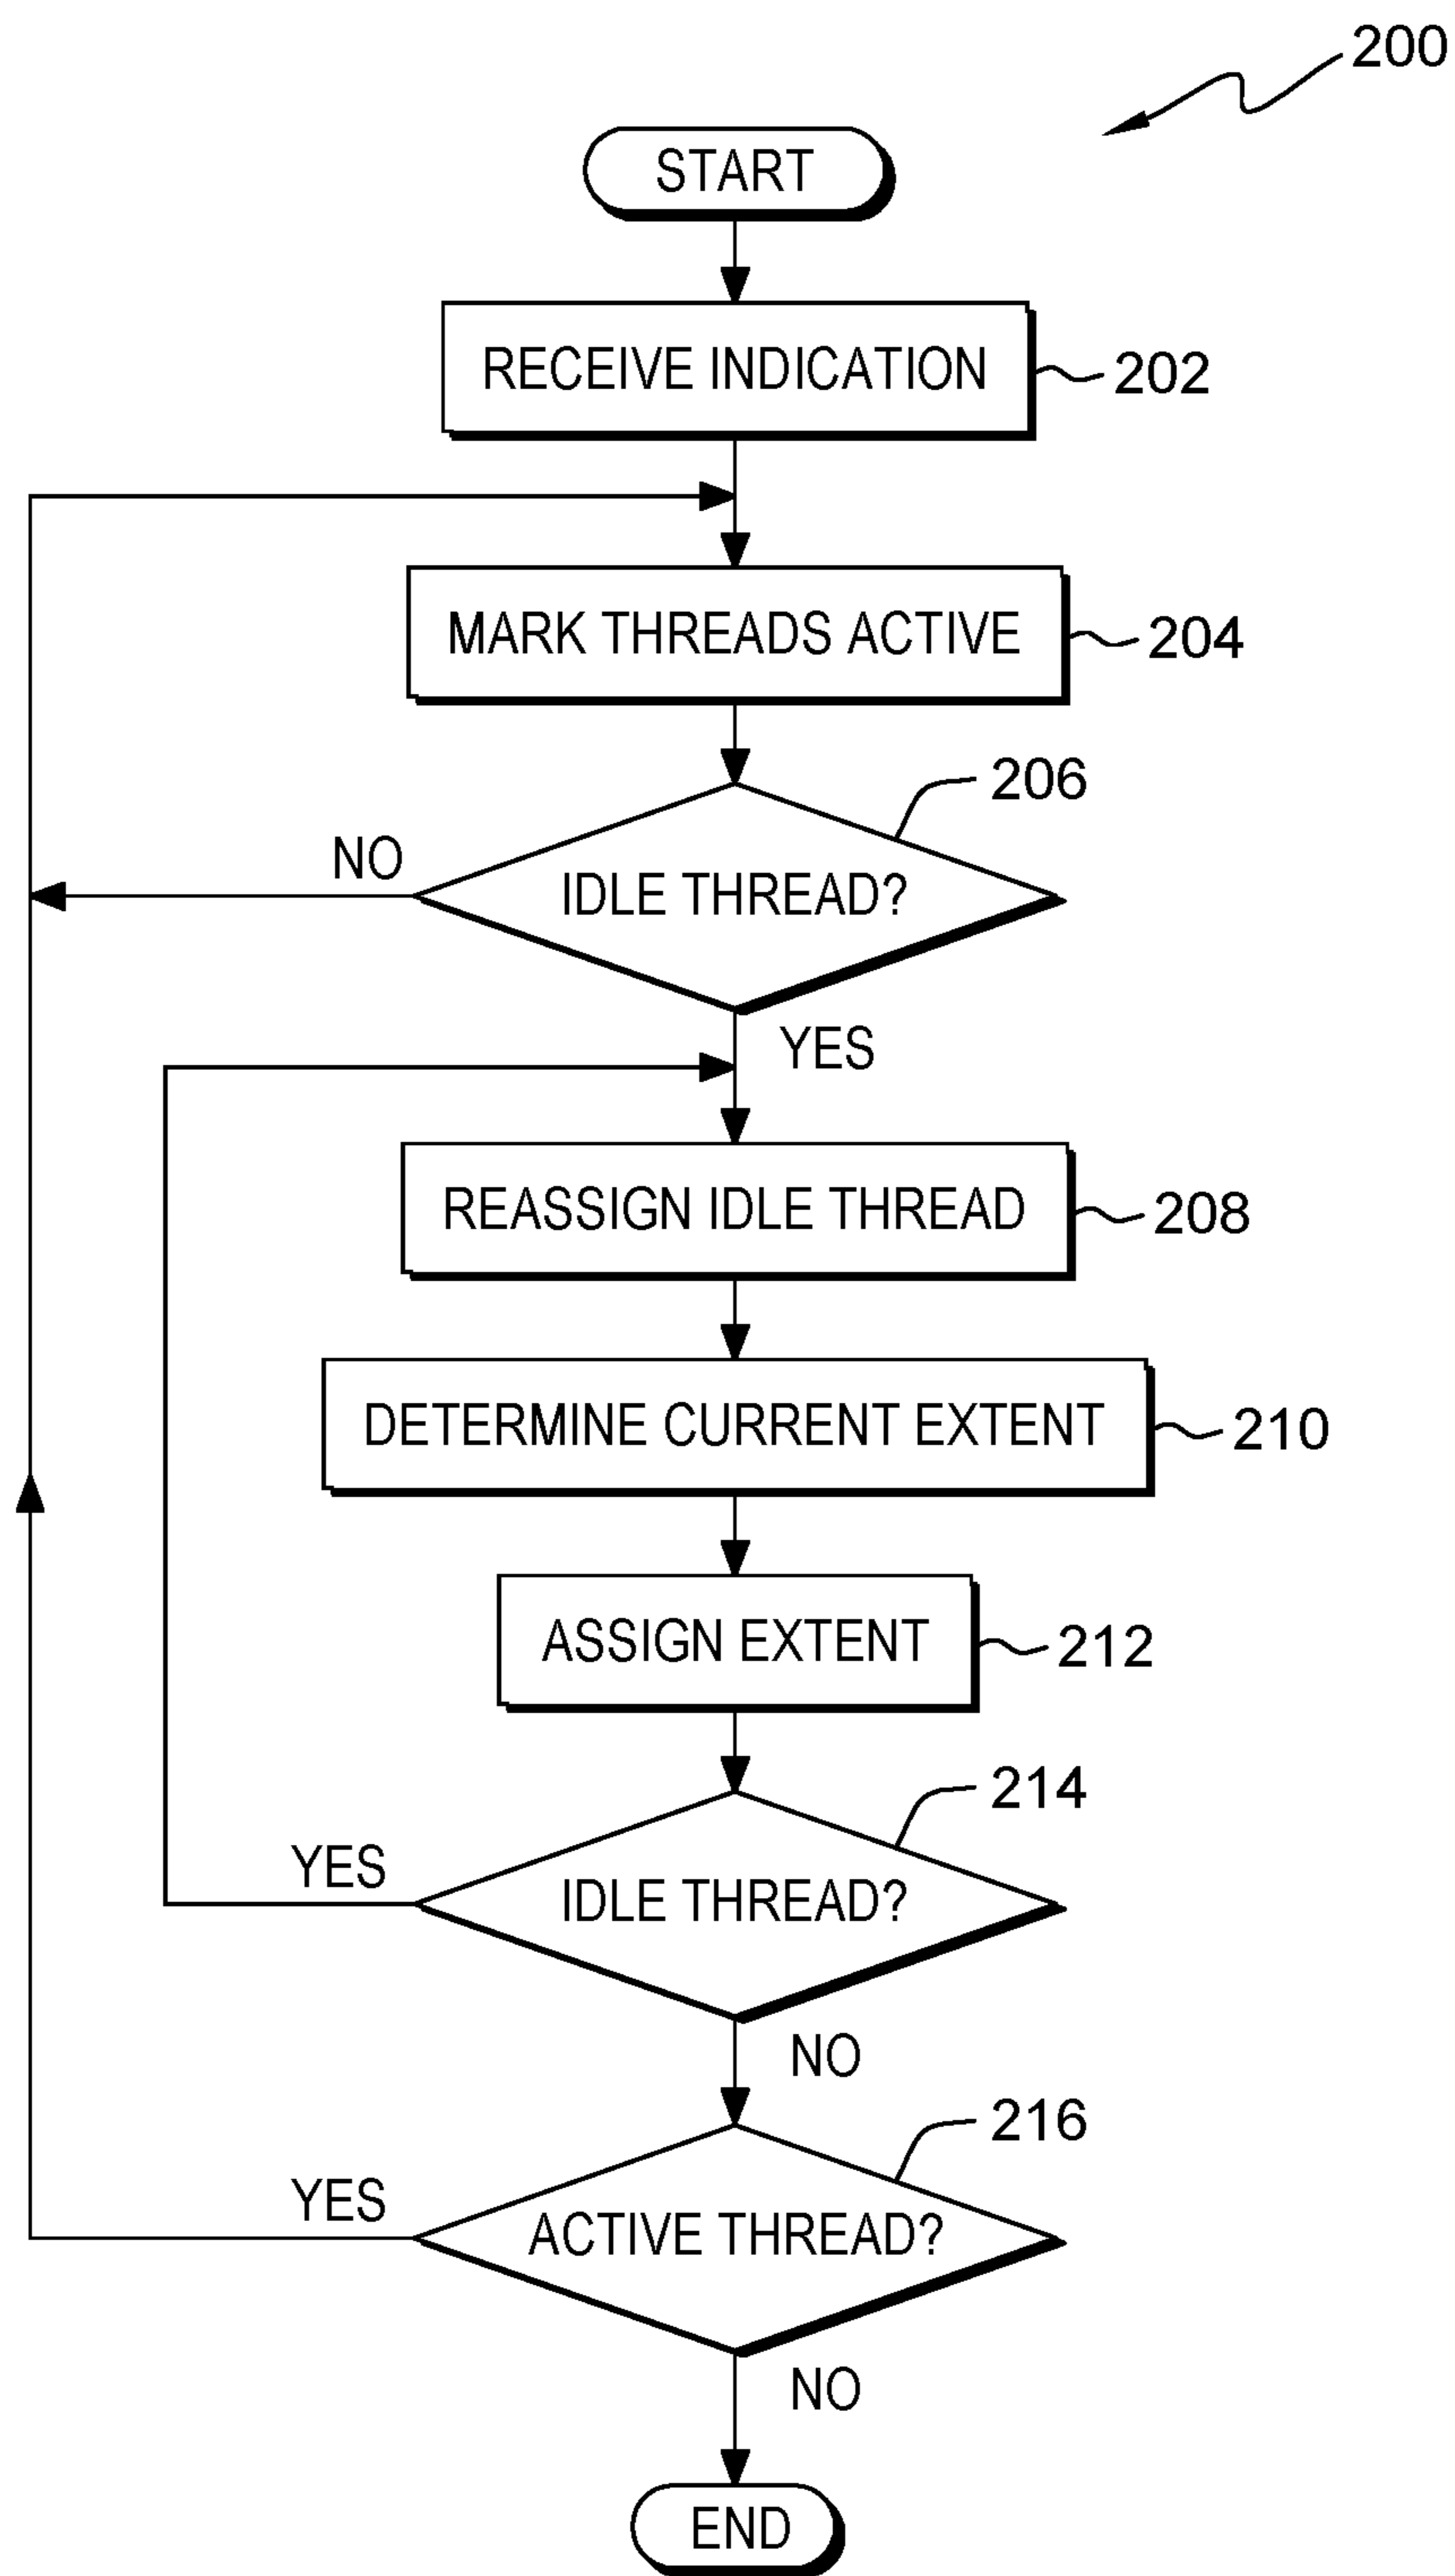 200
START
RECEIVE INDICATION
202
MARK THREADS ACTIVE
204
206
NO
IDLE THREAD?
YES
REASSIGN IDLE THREAD
208
DETERMINE CURRENT EXTENT
210
ASSIGN EXTENT
212
214
YES
IDLE THREAD?
NO
216
YES
ACTIVE THREAD?
NO
END